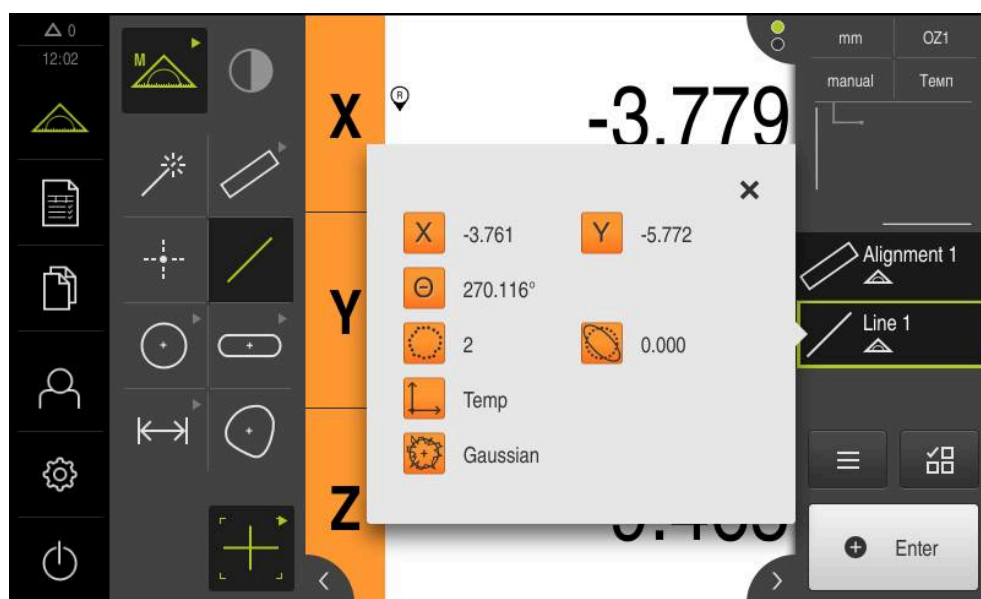 0
12:02
M
mm
OZ1
manual
Темп
X
R
-3.779
X
-3.761
Y
-5.772
Θ
270.116°
2
0.000
Temp
Gaussian
Y
Z
Alignment 1
Line 1
Enter